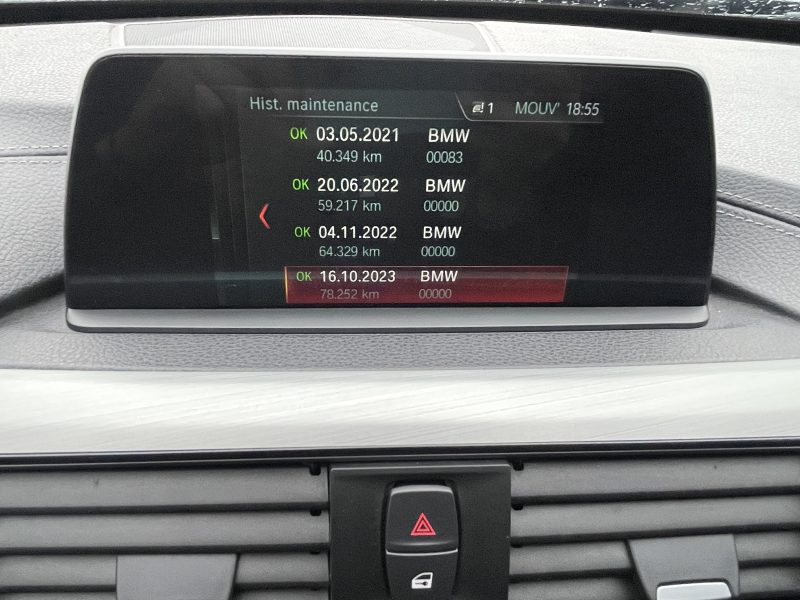 Hist. maintenance 1 MOUV' 18:55
OK 03.05.2021 BMW
40.349 km 00083
OK 20.06.2022 BMW
59.217 km 00000
OK 04.11.2022 BMW
64.329 km 00000
OK 16.10.2023 BMW
78.252 km 00000